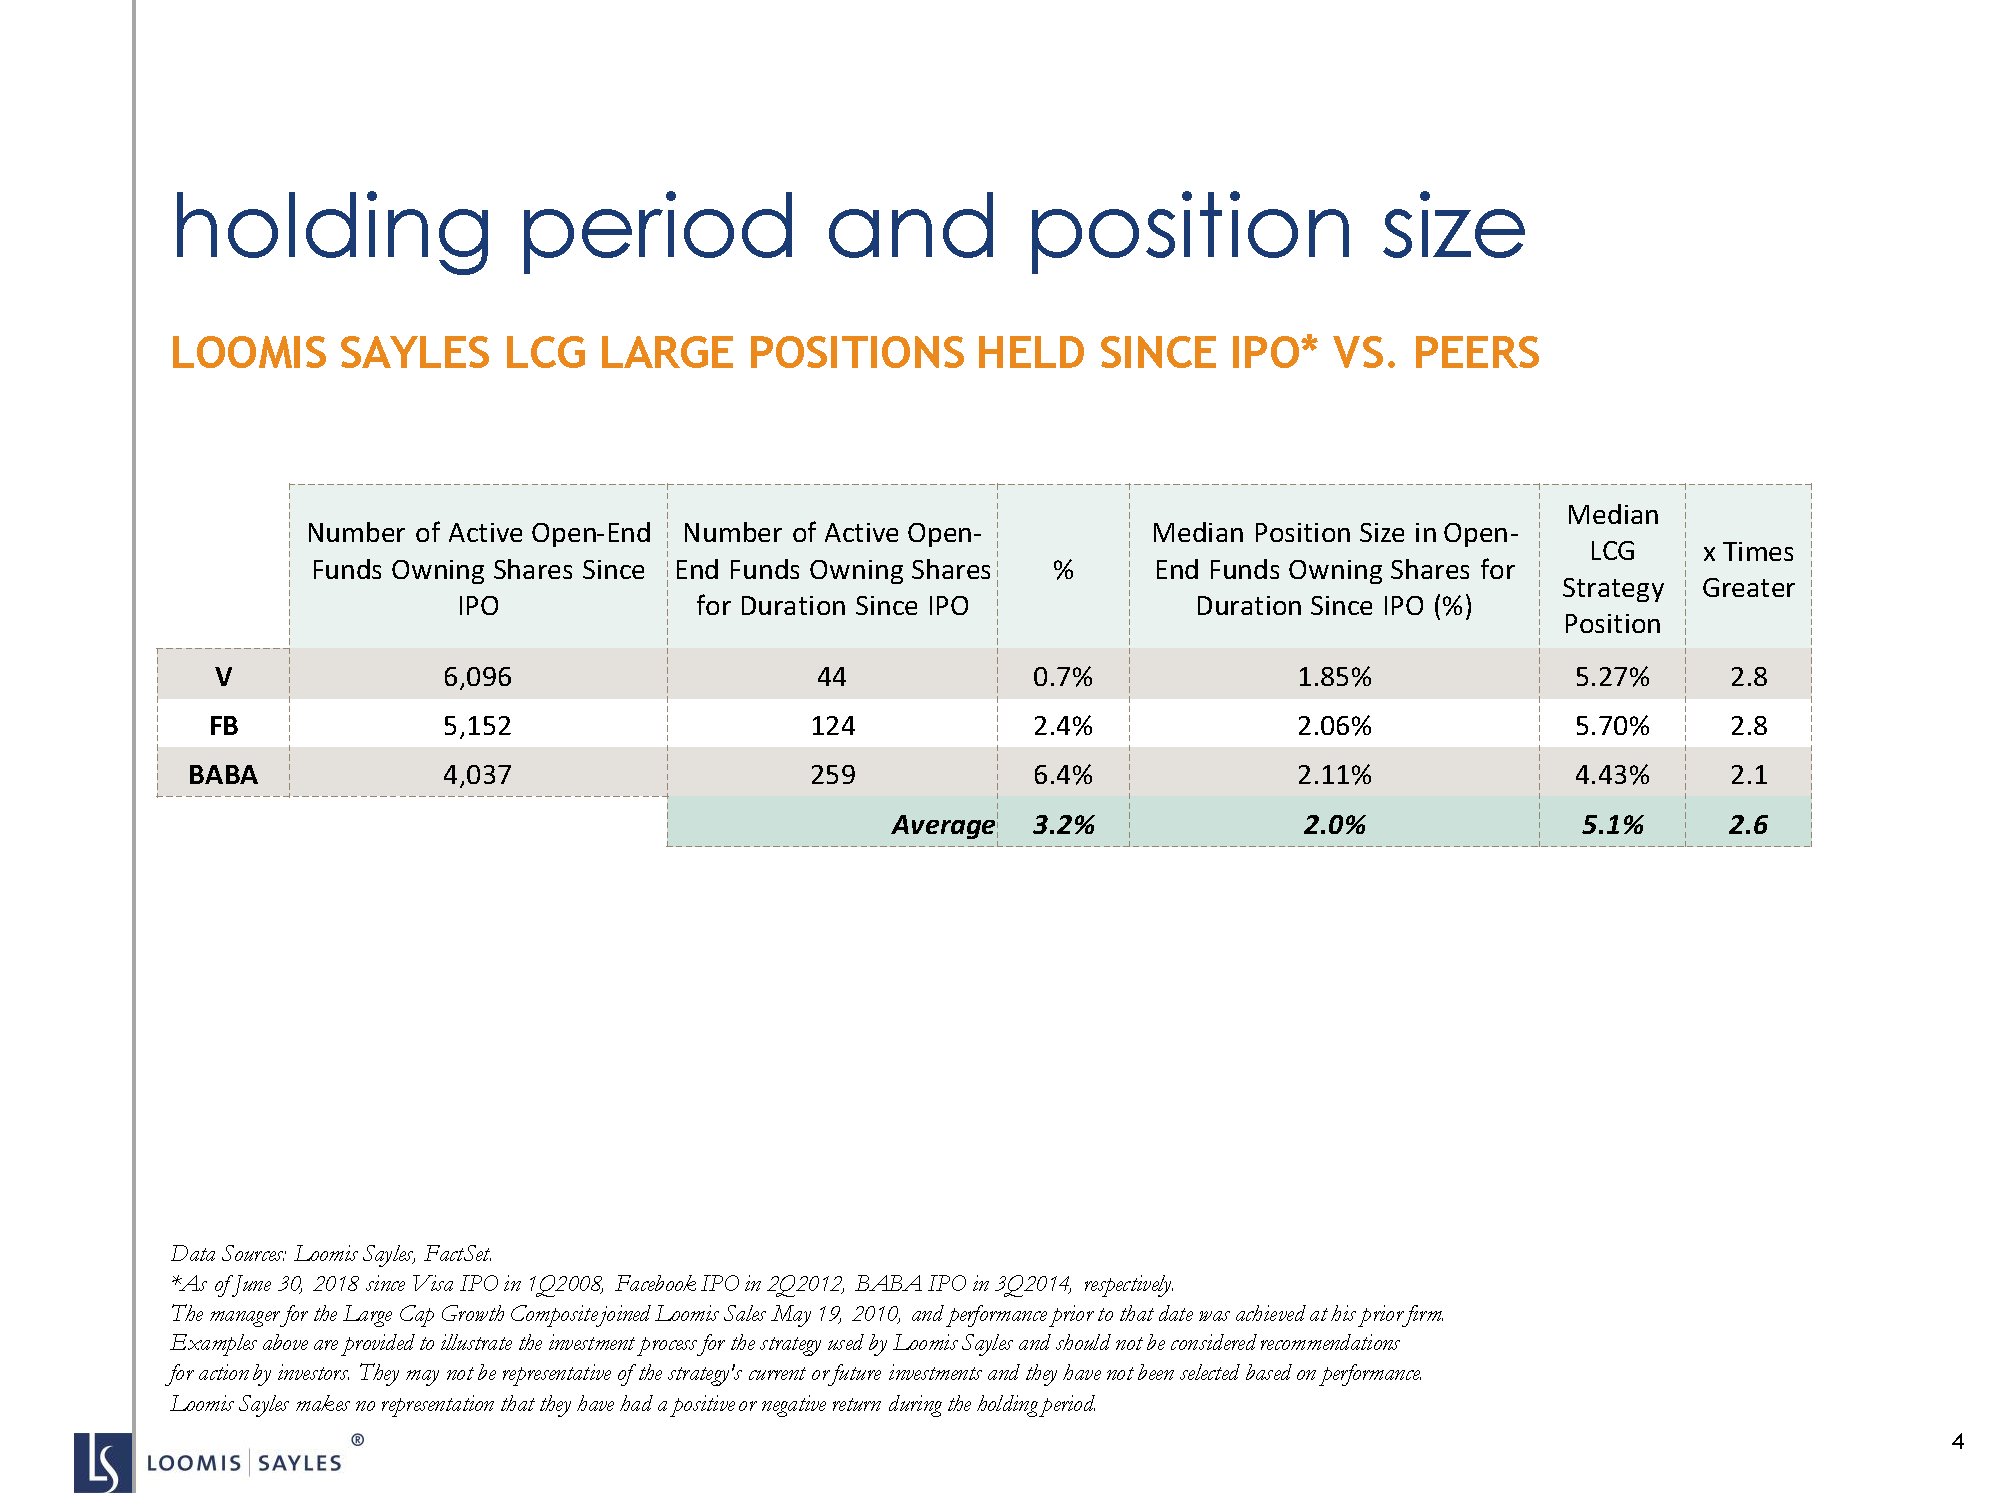 holding period and position size
LOOMIS SAYLES LCG LARGE POSITIONS HELD SINCE IPO* VS. PEERS
Number of Active Open-End Funds Owning Shares Since IPO | Number of Active Open-End Funds Owning Shares for Duration Since IPO | % | Median Position Size in Open-End Funds Owning Shares for Duration Since IPO (%) | Median LCG Strategy Position | x Times Greater
V 6,096 44 0.7% 1.85% 5.27% 2.8
FB 5,152 124 2.4% 2.06% 5.70% 2.8
BABA 4,037 259 6.4% 2.11% 4.43% 2.1
Average 3.2% 2.0% 5.1% 2.6
Data Sources: Loomis Sayles, FactSet.
*As of June 30, 2018 since Visa IPO in 1Q2008, Facebook IPO in 2Q2012, BABA IPO in 3Q2014, respectively.
The manager for the Large Cap Growth Composite joined Loomis Sales May 19, 2010, and performance prior to that date was achieved at his prior firm.
Examples above are provided to illustrate the investment process for the strategy used by Loomis Sayles and should not be considered recommendations
for action by investors. They may not be representative of the strategy's current or future investments and they have not been selected based on performance.
Loomis Sayles makes no representation that they have had a positive or negative return during the holding period.
LS LOOMIS | SAYLES ®
4